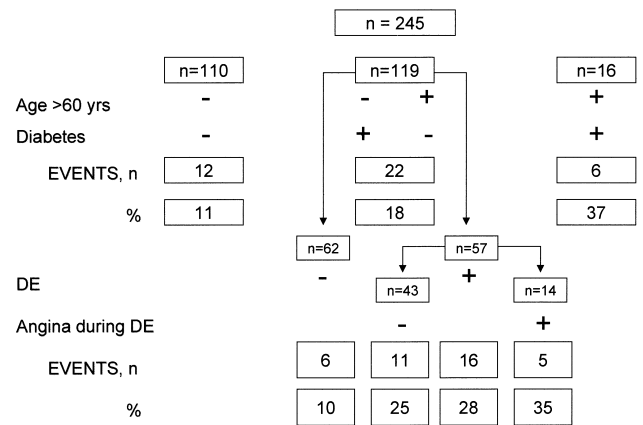 n = 245
n=110 n=119 n=16
Age >60 yrs - - + +
Diabetes - + - +
EVENTS, n 12 22 6
% 11 18 37
n=62 n=57
DE - +
n=43 n=14
Angina during DE - +
EVENTS, n 6 11 16 5
% 10 25 28 35